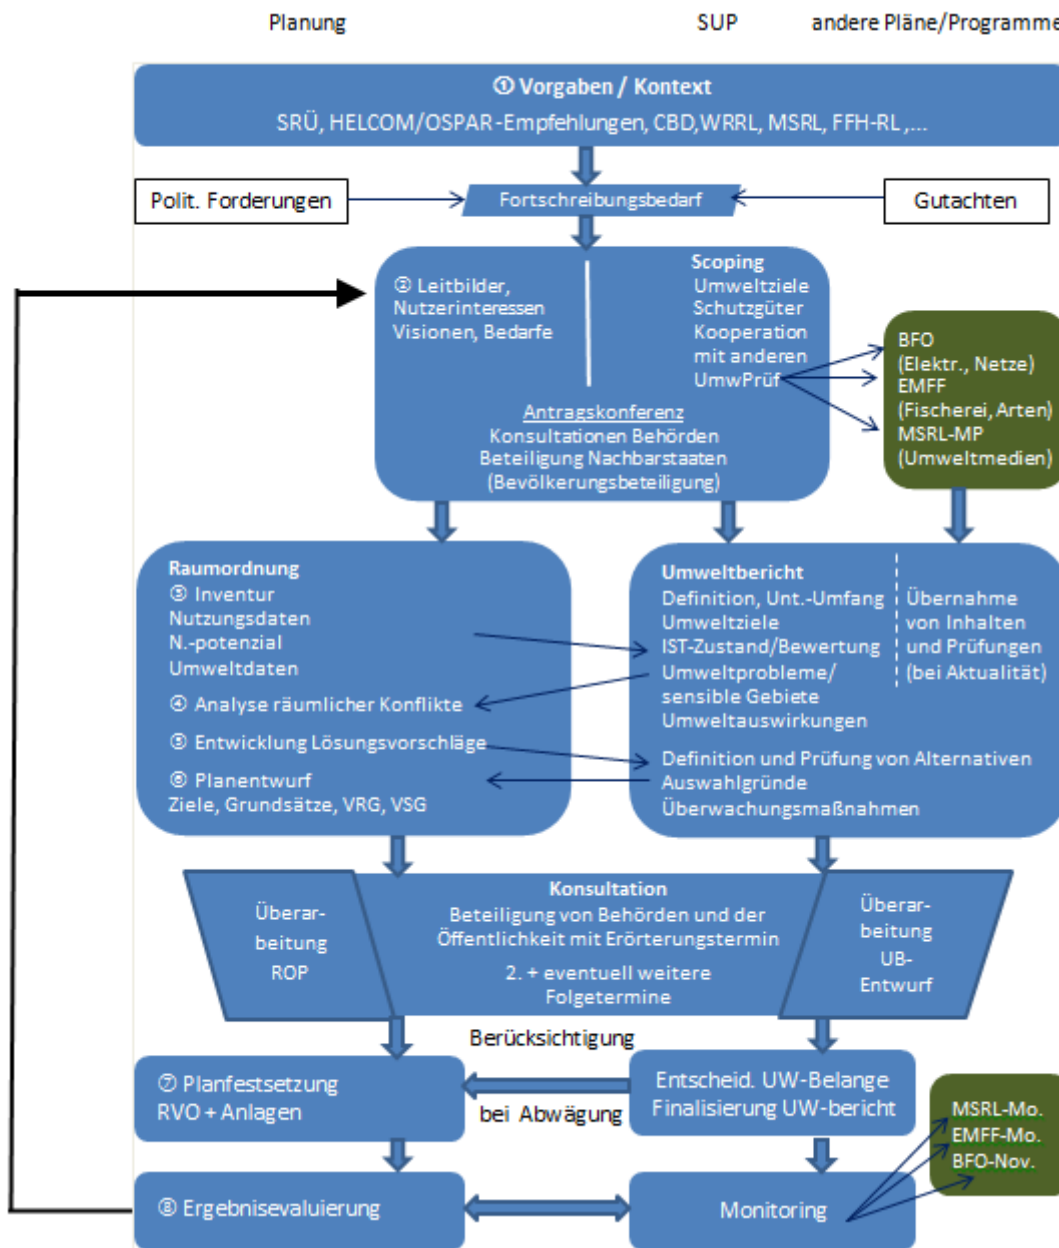 Planung
SUP
andere Pläne/Programme
① Vorgaben / Kontext
SRÜ, HELCOM/OSPAR-Empfehlungen, CBD,WRRL, MSRL, FFH-RL ,...
Polit. Forderungen
Fortschreibungsbedarf
Gutachten
② Leitbilder,
Nutzerinteressen
Visionen, Bedarfe
Scoping
Umweltziele
Schutzgüter
Kooperation
mit anderen
UmwPrüf
Antragskonferenz
Konsultationen Behörden
Beteiligung Nachbarstaaten
(Bevölkerungsbeteiligung)
BFO
(Elektr., Netze)
EMFF
(Fischerei, Arten)
MSRL-MP
(Umweltmedien)
Raumordnung
③ Inventur
Nutzungsdaten
N.-potenzial
Umweltdaten
④ Analyse räumlicher Konflikte
⑤ Entwicklung Lösungsvorschläge
⑥ Planentwurf
Ziele, Grundsätze, VRG, VSG
Umweltbericht
Definition, Unt.-Umfang
Umweltziele
IST-Zustand/Bewertung
Umweltprobleme/
sensible Gebiete
Umweltauswirkungen
Definition und Prüfung von Alternativen
Auswahlgründe
Überwachungsmaßnahmen
Übernahme
von Inhalten
und Prüfungen
(bei Aktualität)
Überar-
beitung
ROP
Konsultation
Beteiligung von Behörden und der
Öffentlichkeit mit Erörterungstermin
2. + eventuell weitere
Folgetermine
Überar-
beitung
UB-
Entwurf
Berücksichtigung
bei Abwägung
⑦ Planfestsetzung
RVO + Anlagen
Entscheid. UW-Belange
Finalisierung UW-bericht
MSRL-Mo.
EMFF-Mo.
BFO-Nov.
⑧ Ergebnisevaluierung
Monitoring